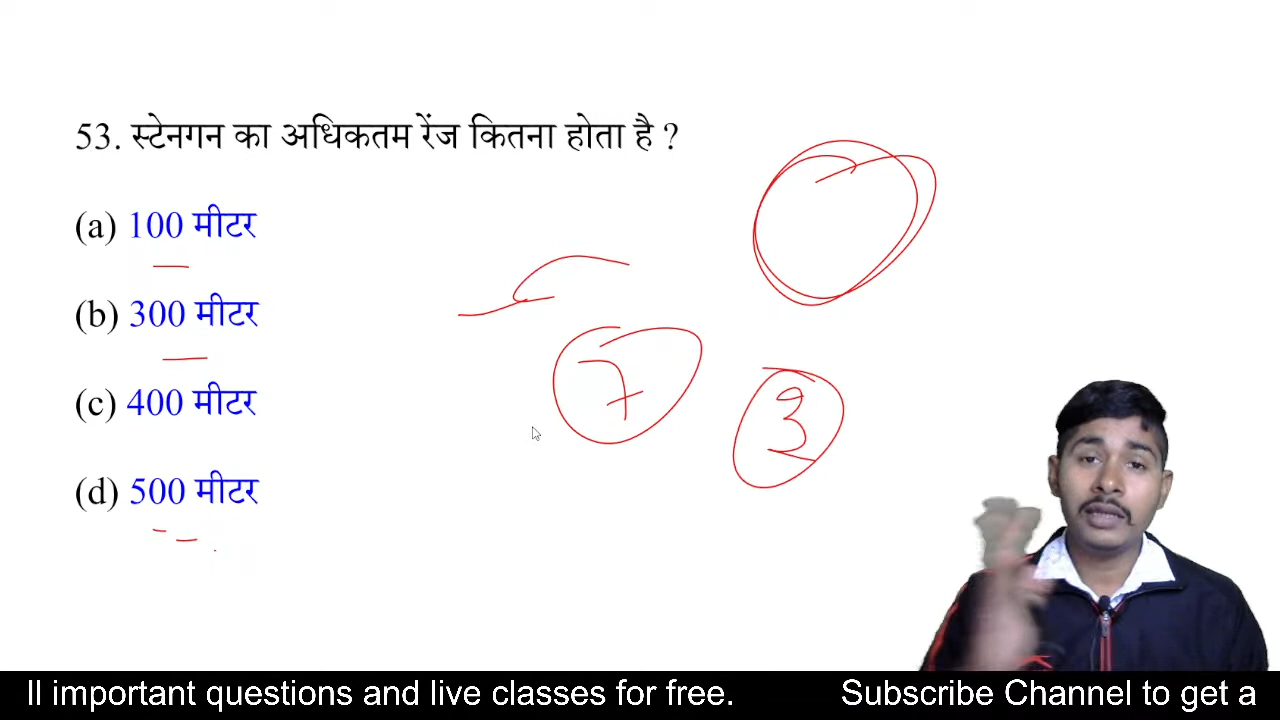 53. स्टेनगन का अधिकतम रेंज कितना होता है ?
(a) 100 मीटर
(b) 300 मीटर
(c) 400 मीटर
(d) 500 मीटर
7
3
ll important questions and live classes for free. Subscribe Channel to get a